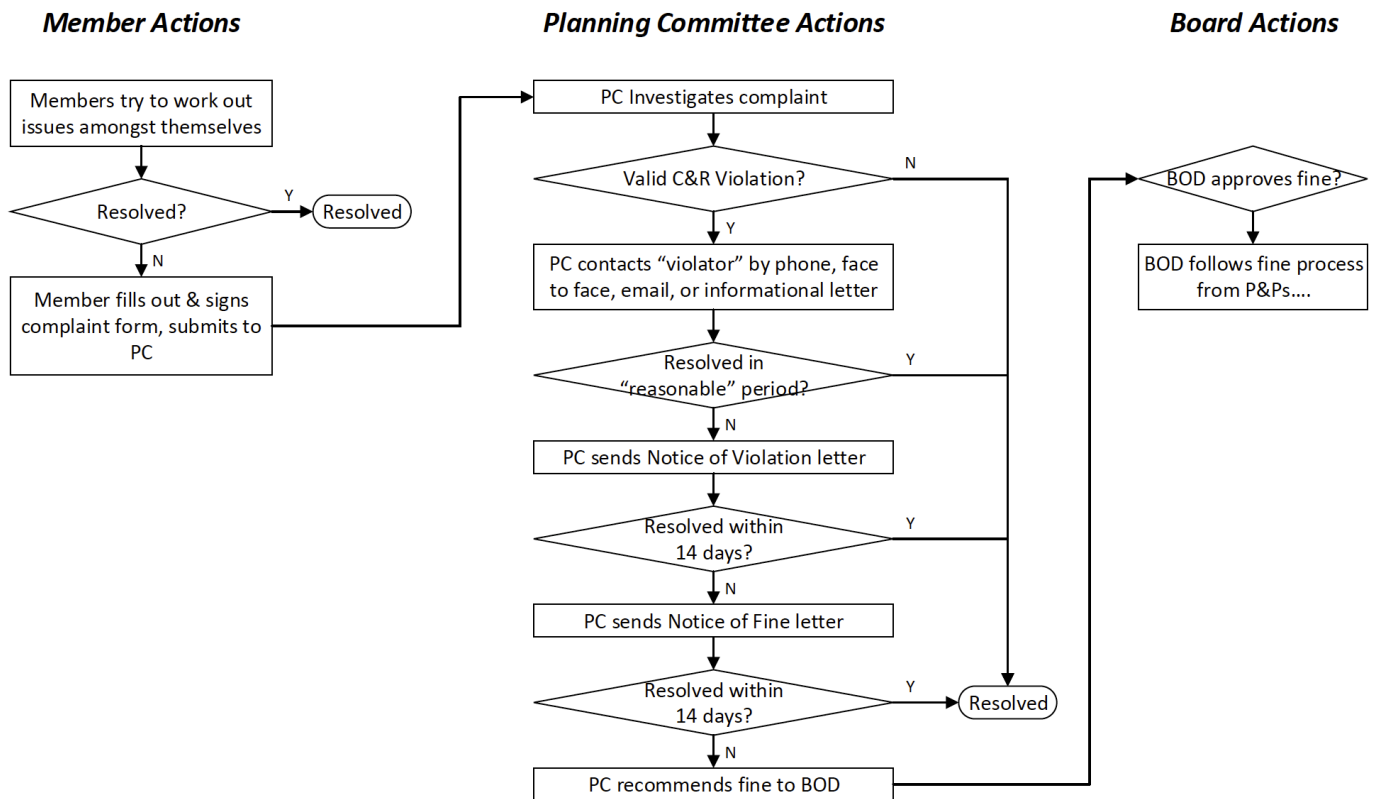 Member Actions
Members try to work out
issues amongst themselves
Resolved?
Y
Resolved
N
Member fills out & signs
complaint form, submits to
PC
Planning Committee Actions
PC Investigates complaint
Valid C&R Violation?
N
Y
PC contacts “violator” by phone, face
to face, email, or informational letter
Resolved in
“reasonable” period?
Y
N
PC sends Notice of Violation letter
Resolved within
14 days?
Y
N
PC sends Notice of Fine letter
Resolved within
14 days?
Y
Resolved
N
PC recommends fine to BOD
Board Actions
BOD approves fine?
BOD follows fine process
from P&Ps....